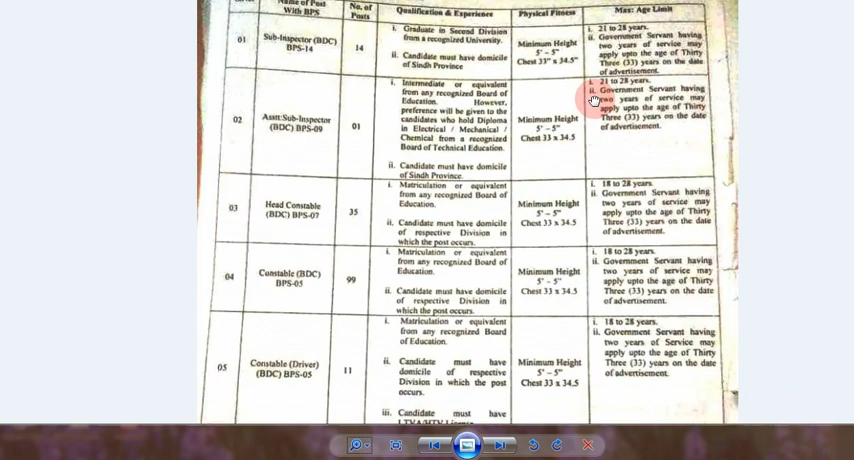 Name of Post With BPS
No. of Posts
Qualification & Experience
Physical Fitness
Max: Age Limit
01
Sub-Inspector (BDC)
BPS-14
14
i. Graduate in Second Division
from a recognized University.
ii. Candidate must have domicile
of Sindh Province
Minimum Height
5' – 5"
Chest 33" x 34.5"
i. 21 to 28 years.
ii. Government Servant having
two years of service may
apply upto the age of Thirty
Three (33) years on the date
of advertisement.
02
Asstt:Sub-Inspector
(BDC) BPS-09
01
i. Intermediate or equivalent
from any recognized Board of
Education. However,
preference will be given to the
candidates who hold Diploma
in Electrical / Mechanical /
Chemical from a recognized
Board of Technical Education.
ii. Candidate must have domicile
of Sindh Province.
Minimum Height
5' – 5"
Chest 33 x 34.5
i. 21 to 28 years.
ii. Government Servant having
two years of service may
apply upto the age of Thirty
Three (33) years on the date
of advertisement.
03
Head Constable
(BDC) BPS-07
35
i. Matriculation or equivalent
from any recognized Board of
Education.
ii. Candidate must have domicile
of respective Division in
which the post occurs.
Minimum Height
5' – 5"
Chest 33 x 34.5
i. 18 to 28 years.
ii. Government Servant having
two years of service may
apply upto the age of Thirty
Three (33) years on the date
of advertisement.
04
Constable (BDC)
BPS-05
99
i. Matriculation or equivalent
from any recognized Board of
Education.
ii. Candidate must have domicile
of respective Division in
which the post occurs.
Minimum Height
5' – 5"
Chest 33 x 34.5
i. 18 to 28 years.
ii. Government Servant having
two years of service may
apply upto the age of Thirty
Three (33) years on the date
of advertisement.
05
Constable (Driver)
(BDC) BPS-05
11
i. Matriculation or equivalent
from any recognized Board
of Education.
ii. Candidate must have
domicile of respective
Division in which the post
occurs.
iii. Candidate must have
Minimum Height
5' – 5"
Chest 33 x 34.5
i. 18 to 28 years.
ii. Government Servant having
two years of Service may
apply upto the age of Thirty
Three (33) years on the date
of advertisement.